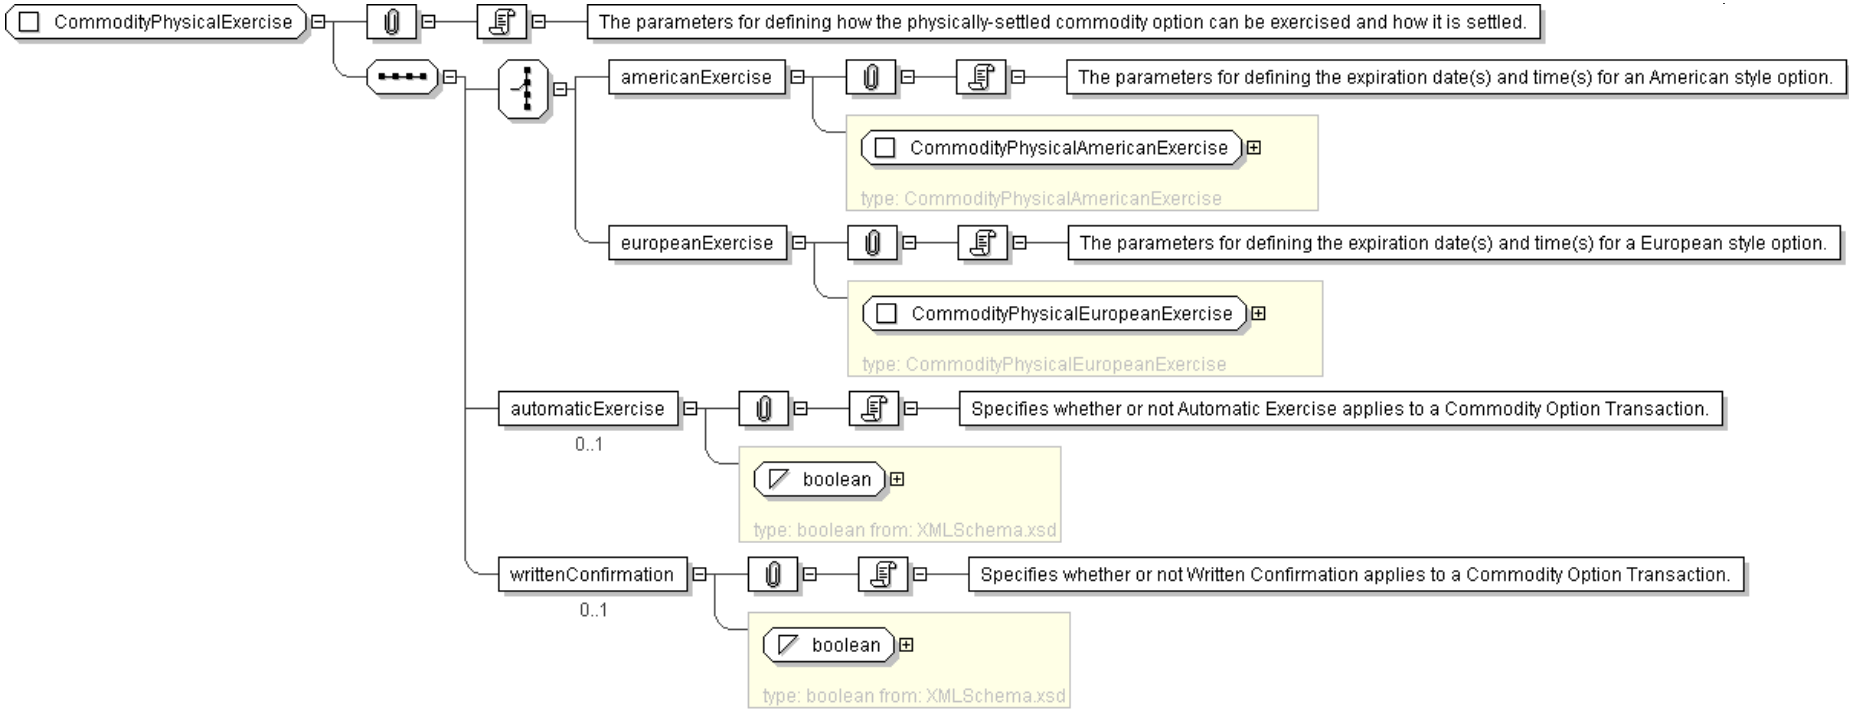 CommodityPhysicalExercise
The parameters for defining how the physically-settled commodity option can be exercised and how it is settled.
americanExercise
The parameters for defining the expiration date(s) and time(s) for an American style option.
CommodityPhysicalAmericanExercise
type: CommodityPhysicalAmericanExercise
europeanExercise
The parameters for defining the expiration date(s) and time(s) for a European style option.
CommodityPhysicalEuropeanExercise
type: CommodityPhysicalEuropeanExercise
automaticExercise
Specifies whether or not Automatic Exercise applies to a Commodity Option Transaction.
0..1
boolean
type: boolean from: XMLSchema.xsd
writtenConfirmation
Specifies whether or not Written Confirmation applies to a Commodity Option Transaction.
0..1
boolean
type: boolean from: XMLSchema.xsd